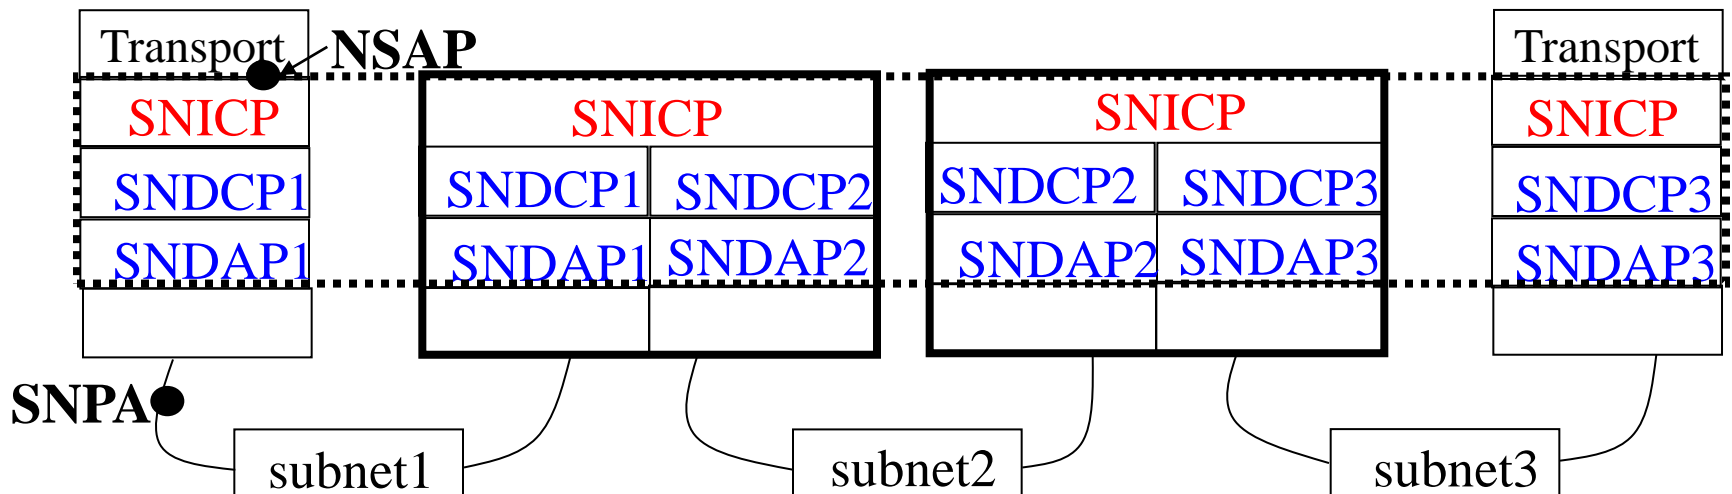 Transport NSAP Transport
SNICP SNICP SNICP SNICP
SNDCP1 SNDCP1 SNDCP2 SNDCP2 SNDCP3 SNDCP3
SNDAP1 SNDAP1 SNDAP2 SNDAP2 SNDAP3 SNDAP3
SNPA
subnet1 subnet2 subnet3